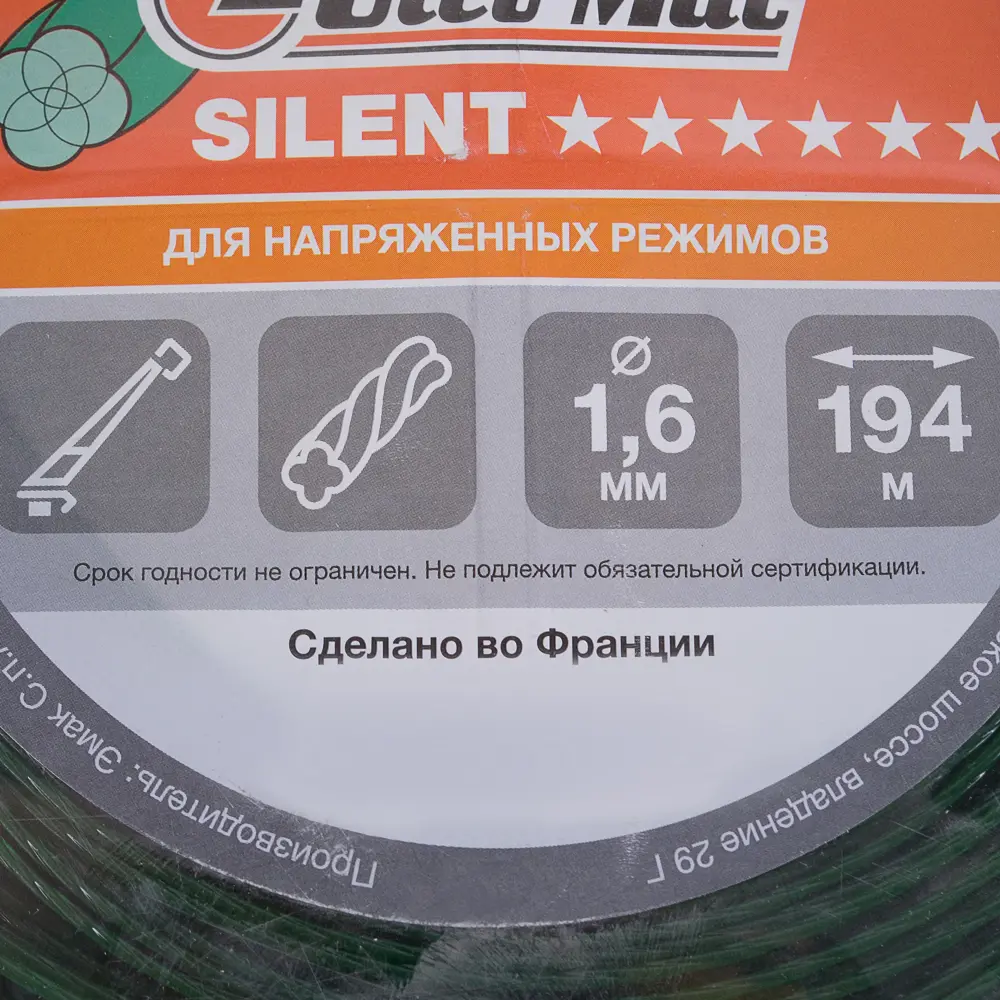 SILENT
ДЛЯ НАПРЯЖЕННЫХ РЕЖИМОВ
Ø
1,6
мм
194
м
Срок годности не ограничен. Не подлежит обязательной сертификации.
Сделано во Франции
шоссе, владение 29 Г
Производитель: Эмак С.п.